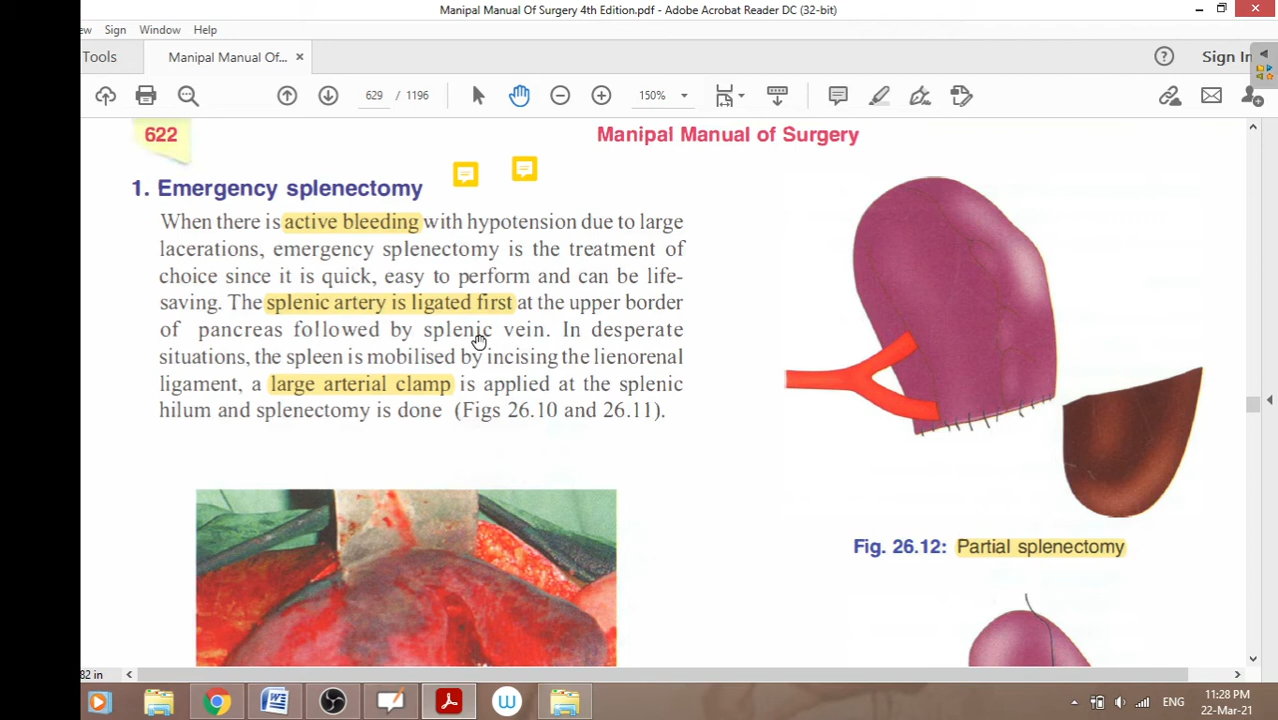 Manipal Manual Of Surgery 4th Edition.pdf - Adobe Acrobat Reader DC (32-bit)
ew Sign Window Help
Tools Manipal Manual Of... × Sign In
629 / 1196 150%
622 Manipal Manual of Surgery
1. Emergency splenectomy
When there is active bleeding with hypotension due to large
lacerations, emergency splenectomy is the treatment of
choice since it is quick, easy to perform and can be life-
saving. The splenic artery is ligated first at the upper border
of pancreas followed by splenic vein. In desperate
situations, the spleen is mobilised by incising the lienorenal
ligament, a large arterial clamp is applied at the splenic
hilum and splenectomy is done (Figs 26.10 and 26.11).
Fig. 26.12: Partial splenectomy
82 in
ENG
11:28 PM
22-Mar-21